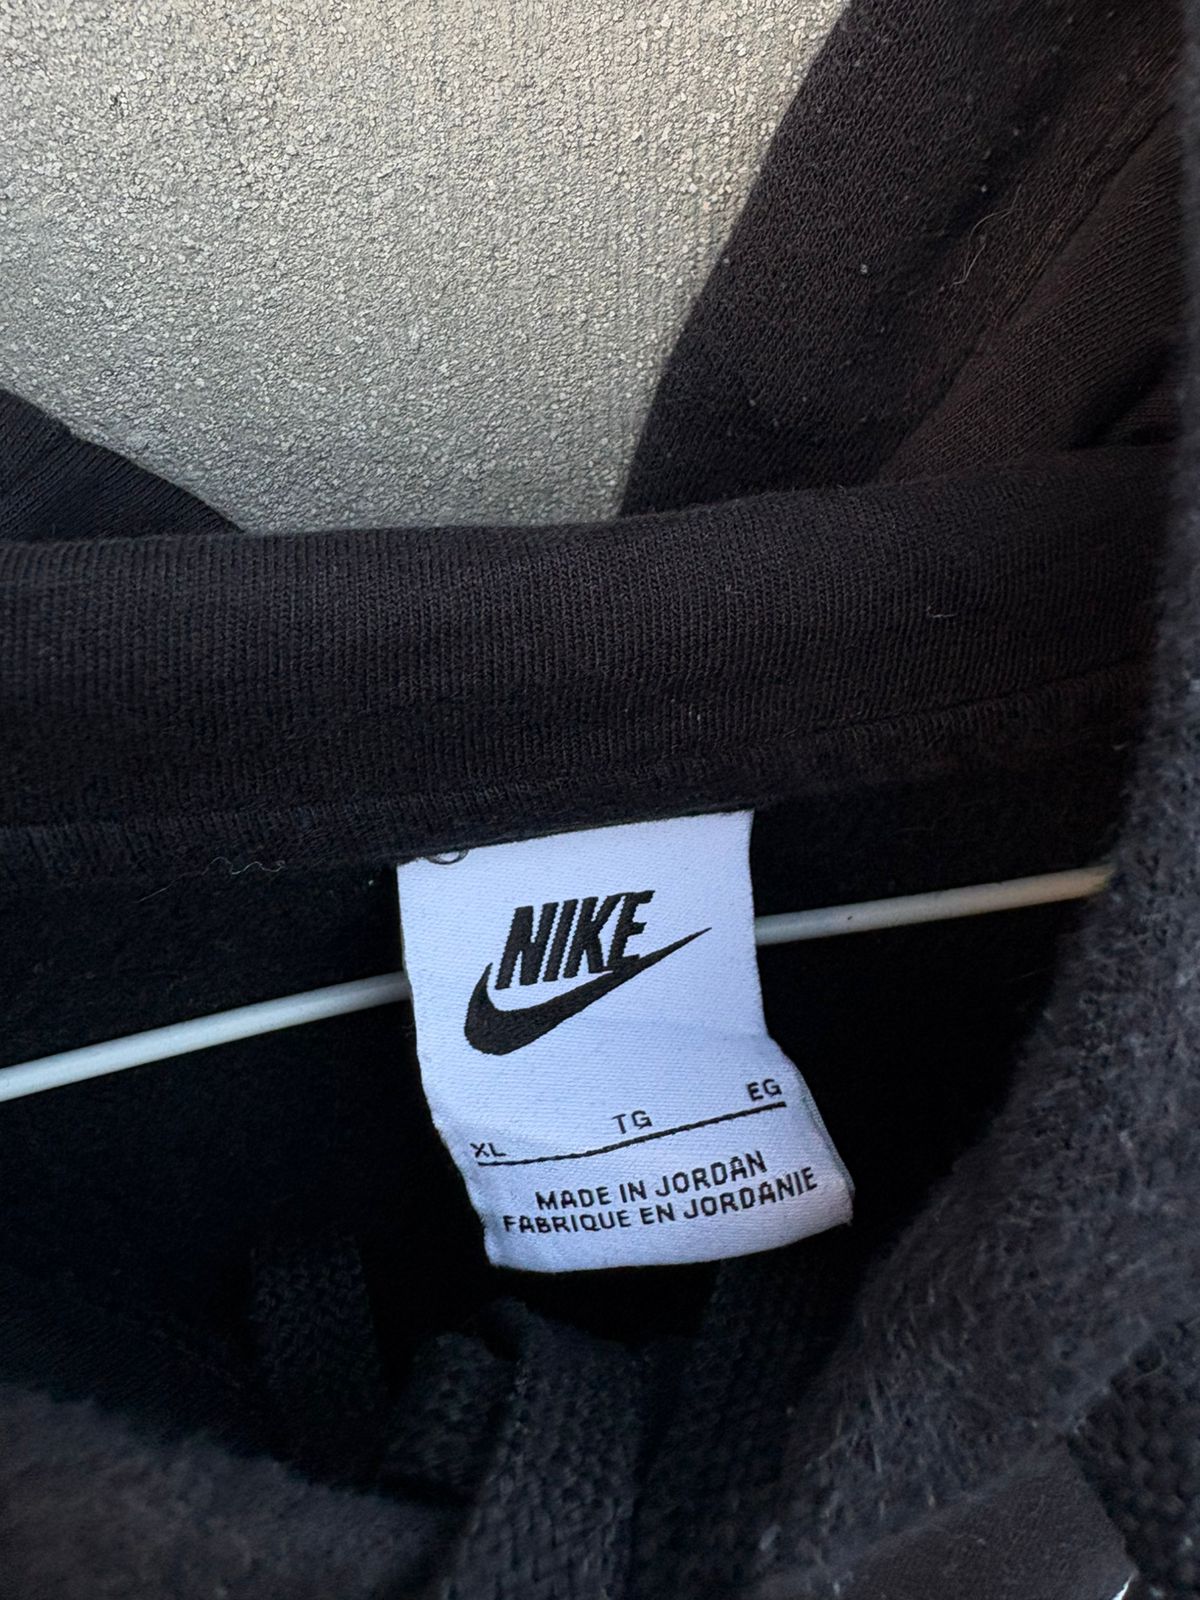 NIKE
XL TG EG
MADE IN JORDAN
FABRIQUE EN JORDANIE